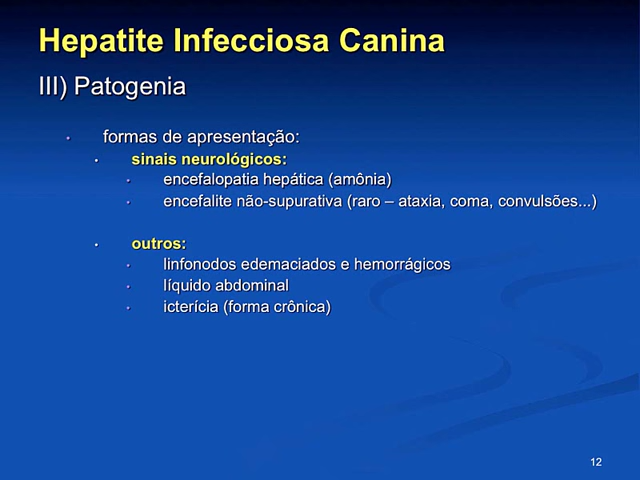 Hepatite Infecciosa Canina
III) Patogenia
• formas de apresentação:
• sinais neurológicos:
• encefalopatia hepática (amônia)
• encefalite não-supurativa (raro – ataxia, coma, convulsões...)
• outros:
• linfonodos edemaciados e hemorrágicos
• líquido abdominal
• icterícia (forma crônica)
12